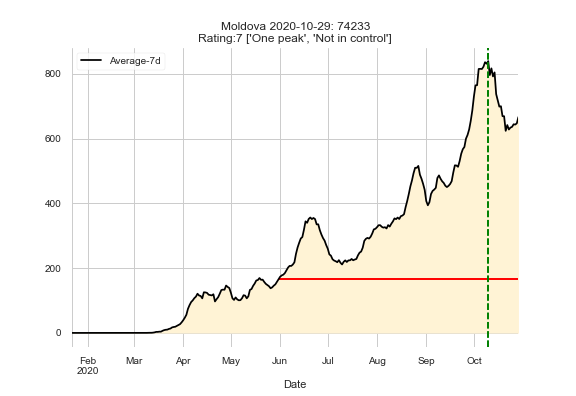 Moldova 2020-10-29: 74233
Rating:7 ['One peak', 'Not in control']
Average-7d
800
600
400
200
0
Feb Mar Apr May Jun Jul Aug Sep Oct
2020
Date